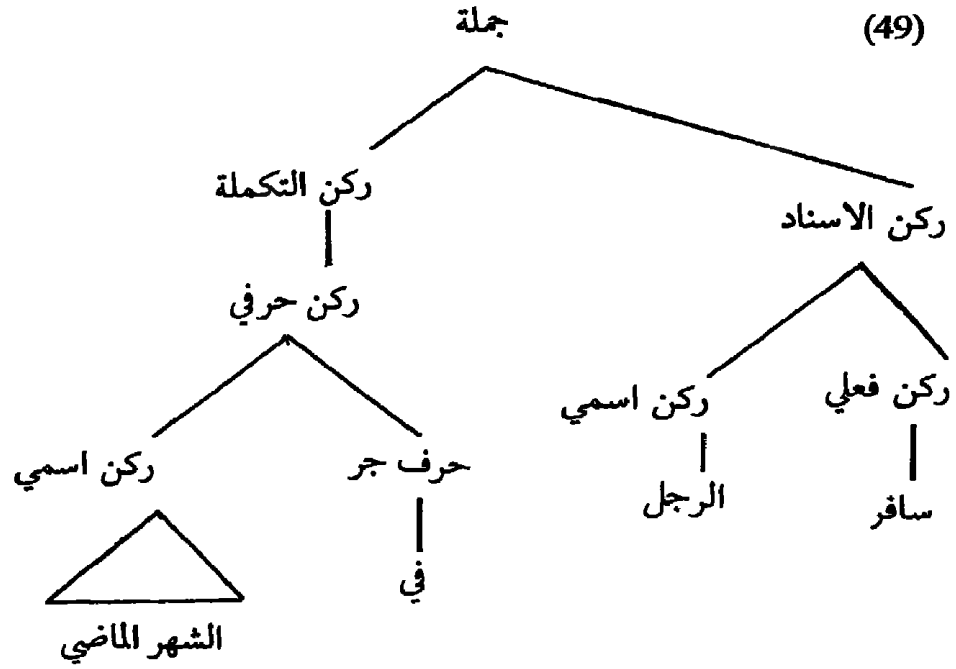 (49)
جملة
ركن الاسناد
ركن التكملة
ركن حرفي
ركن فعلي
ركن اسمي
حرف جر
ركن اسمي
سافر
الرجل
في
الشهر الماضي